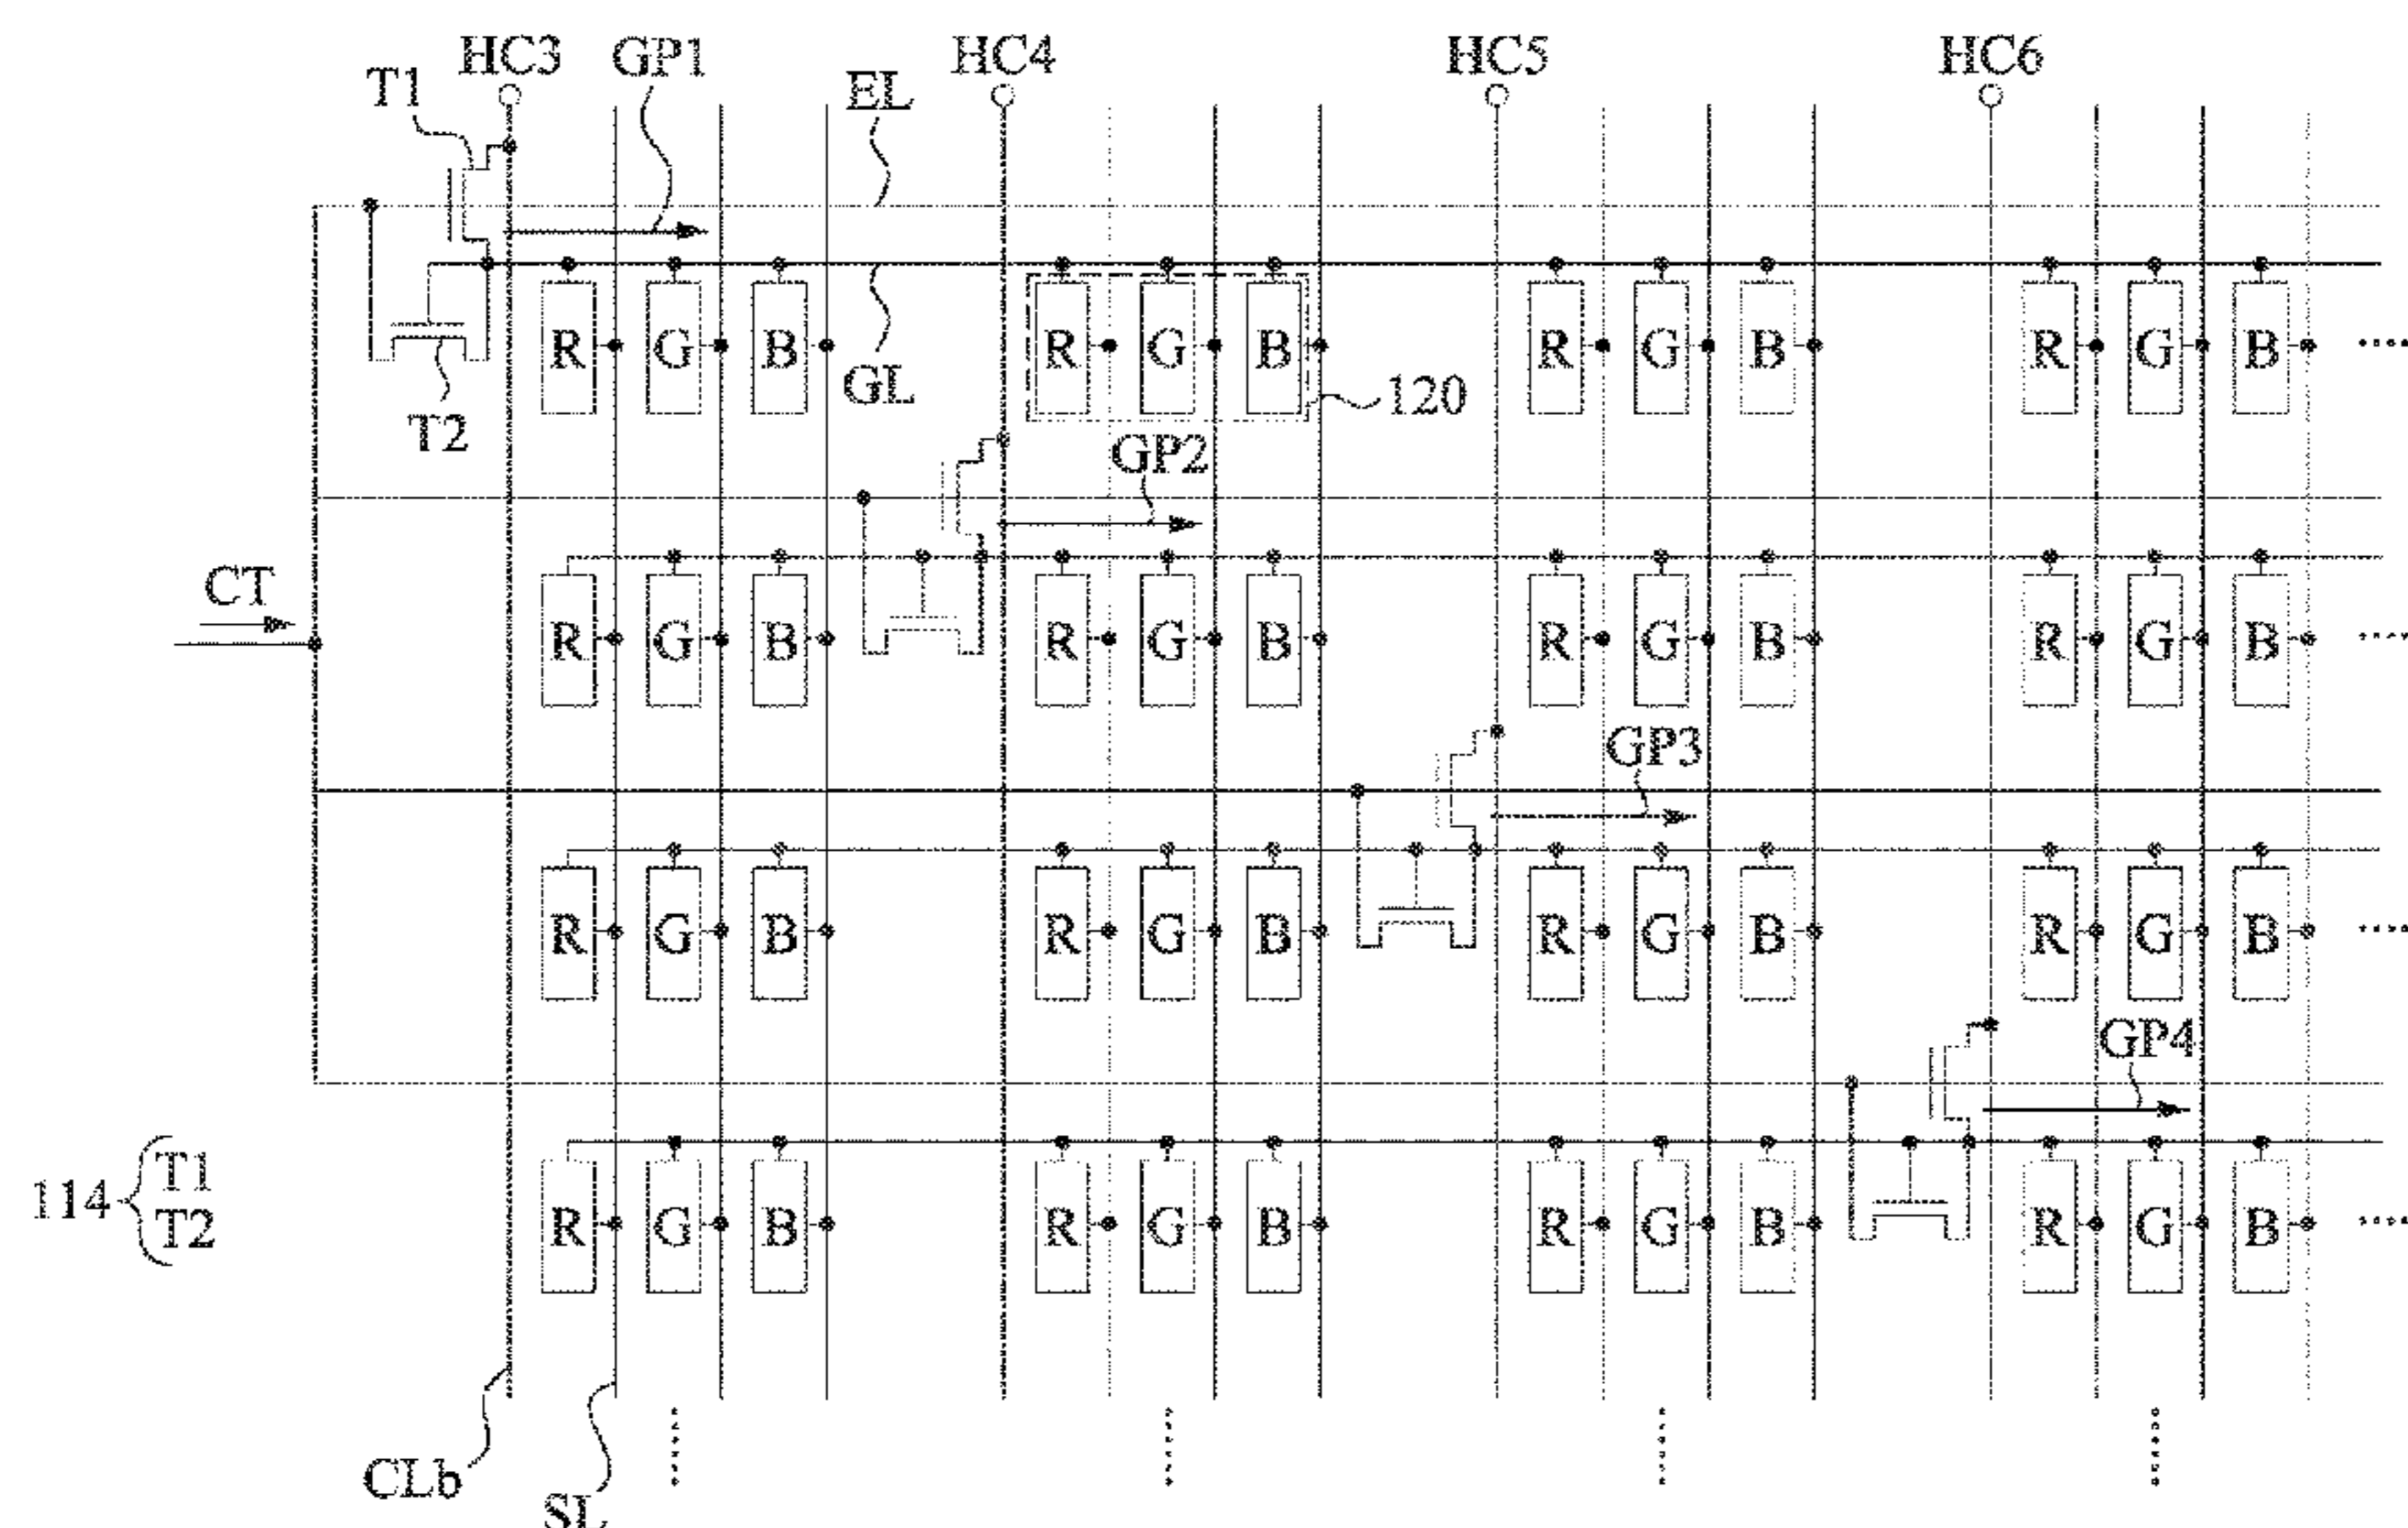 HC3 GP1 HC4 HC5 HC6
T1 EL
R G B R G B R G B R G B
T2 GL 120
GP2
CT
R G B R G B R G B R G B
GP3
R G B R G B R G B R G B
GP4
114 { T1
T2
R G B R G B R G B R G B
CLb SL